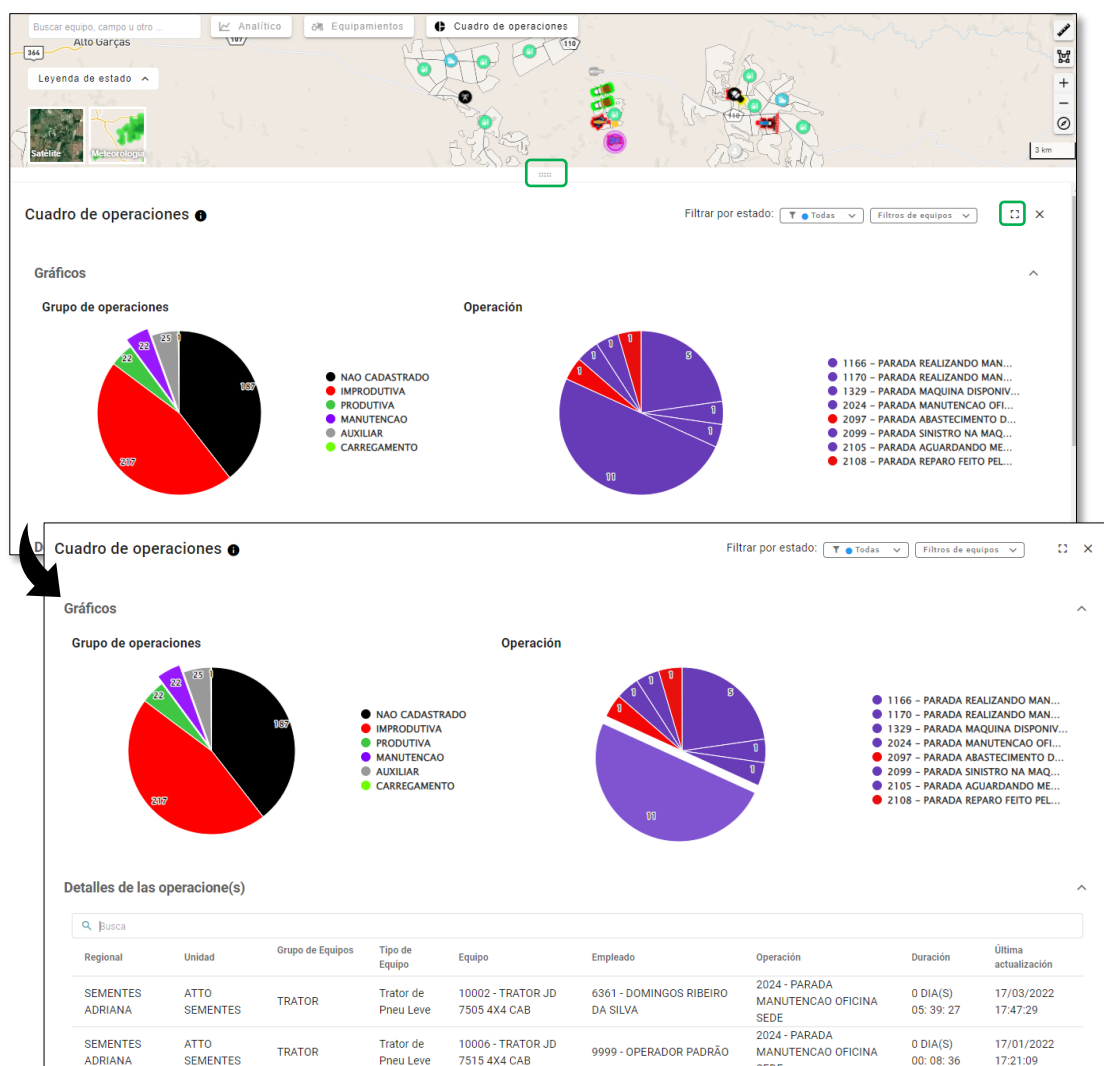 Buscar equipo, campo u otro ...
Analítico
Equipamientos
Cuadro de operaciones
Alto Garças
364
107
110
Leyenda de estado
110
Satélite
Meteorología
3 km
Cuadro de operaciones
Filtrar por estado:
Todas
Filtros de equipos
Gráficos
Grupo de operaciones
Operación
187
217
22
22
25
1
NAO CADASTRADO
IMPRODUTIVA
PRODUTIVA
MANUTENCAO
AUXILIAR
CARREGAMENTO
5
1
1
11
1
1
1
1
1166 – PARADA REALIZANDO MAN...
1170 – PARADA REALIZANDO MAN...
1329 – PARADA MAQUINA DISPONIV...
2024 – PARADA MANUTENCAO OFI...
2097 – PARADA ABASTECIMENTO D...
2099 – PARADA SINISTRO NA MAQ...
2105 – PARADA AGUARDANDO ME...
2108 – PARADA REPARO FEITO PEL...
D
Cuadro de operaciones
Filtrar por estado:
Todas
Filtros de equipos
Gráficos
Grupo de operaciones
Operación
187
217
22
22
25
1
NAO CADASTRADO
IMPRODUTIVA
PRODUTIVA
MANUTENCAO
AUXILIAR
CARREGAMENTO
5
1
1
11
1
1
1
1
1166 – PARADA REALIZANDO MAN...
1170 – PARADA REALIZANDO MAN...
1329 – PARADA MAQUINA DISPONIV...
2024 – PARADA MANUTENCAO OFI...
2097 – PARADA ABASTECIMENTO D...
2099 – PARADA SINISTRO NA MAQ...
2105 – PARADA AGUARDANDO ME...
2108 – PARADA REPARO FEITO PEL...
Detalles de las operacione(s)
Busca
Regional
Unidad
Grupo de Equipos
Tipo de
Equipo
Equipo
Empleado
Operación
Duración
Última
actualización
SEMENTES
ADRIANA
ATTO
SEMENTES
TRATOR
Trator de
Pneu Leve
10002 - TRATOR JD
7505 4X4 CAB
6361 - DOMINGOS RIBEIRO
DA SILVA
2024 - PARADA
MANUTENCAO OFICINA
SEDE
0 DIA(S)
05: 39: 27
17/03/2022
17:47:29
SEMENTES
ADRIANA
ATTO
SEMENTES
TRATOR
Trator de
Pneu Leve
10006 - TRATOR JD
7515 4X4 CAB
9999 - OPERADOR PADRÃO
2024 - PARADA
MANUTENCAO OFICINA
SEDE
0 DIA(S)
00: 08: 36
17/01/2022
17:21:09